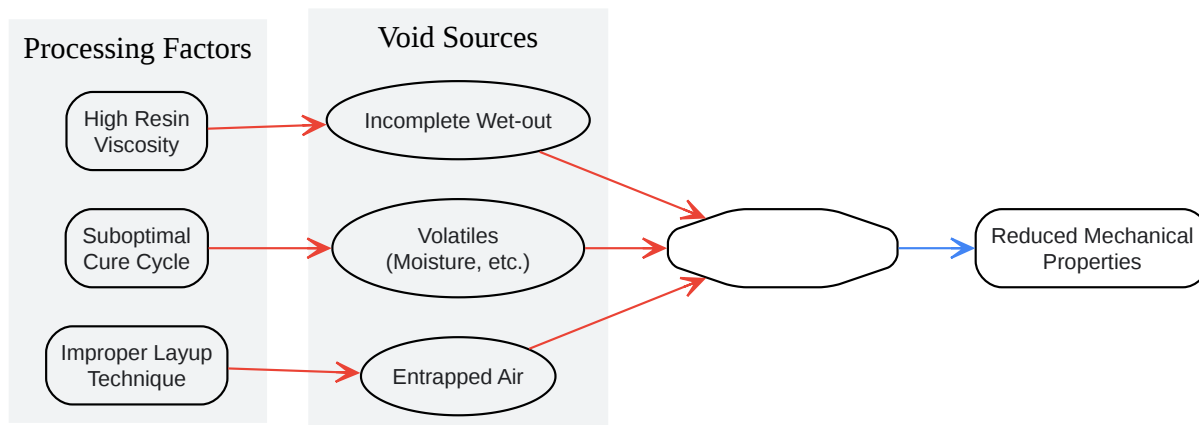 Processing Factors
High Resin
Viscosity
Suboptimal
Cure Cycle
Improper Layup
Technique
Void Sources
Incomplete Wet-out
Volatiles
(Moisture, etc.)
Entrapped Air
Reduced Mechanical
Properties